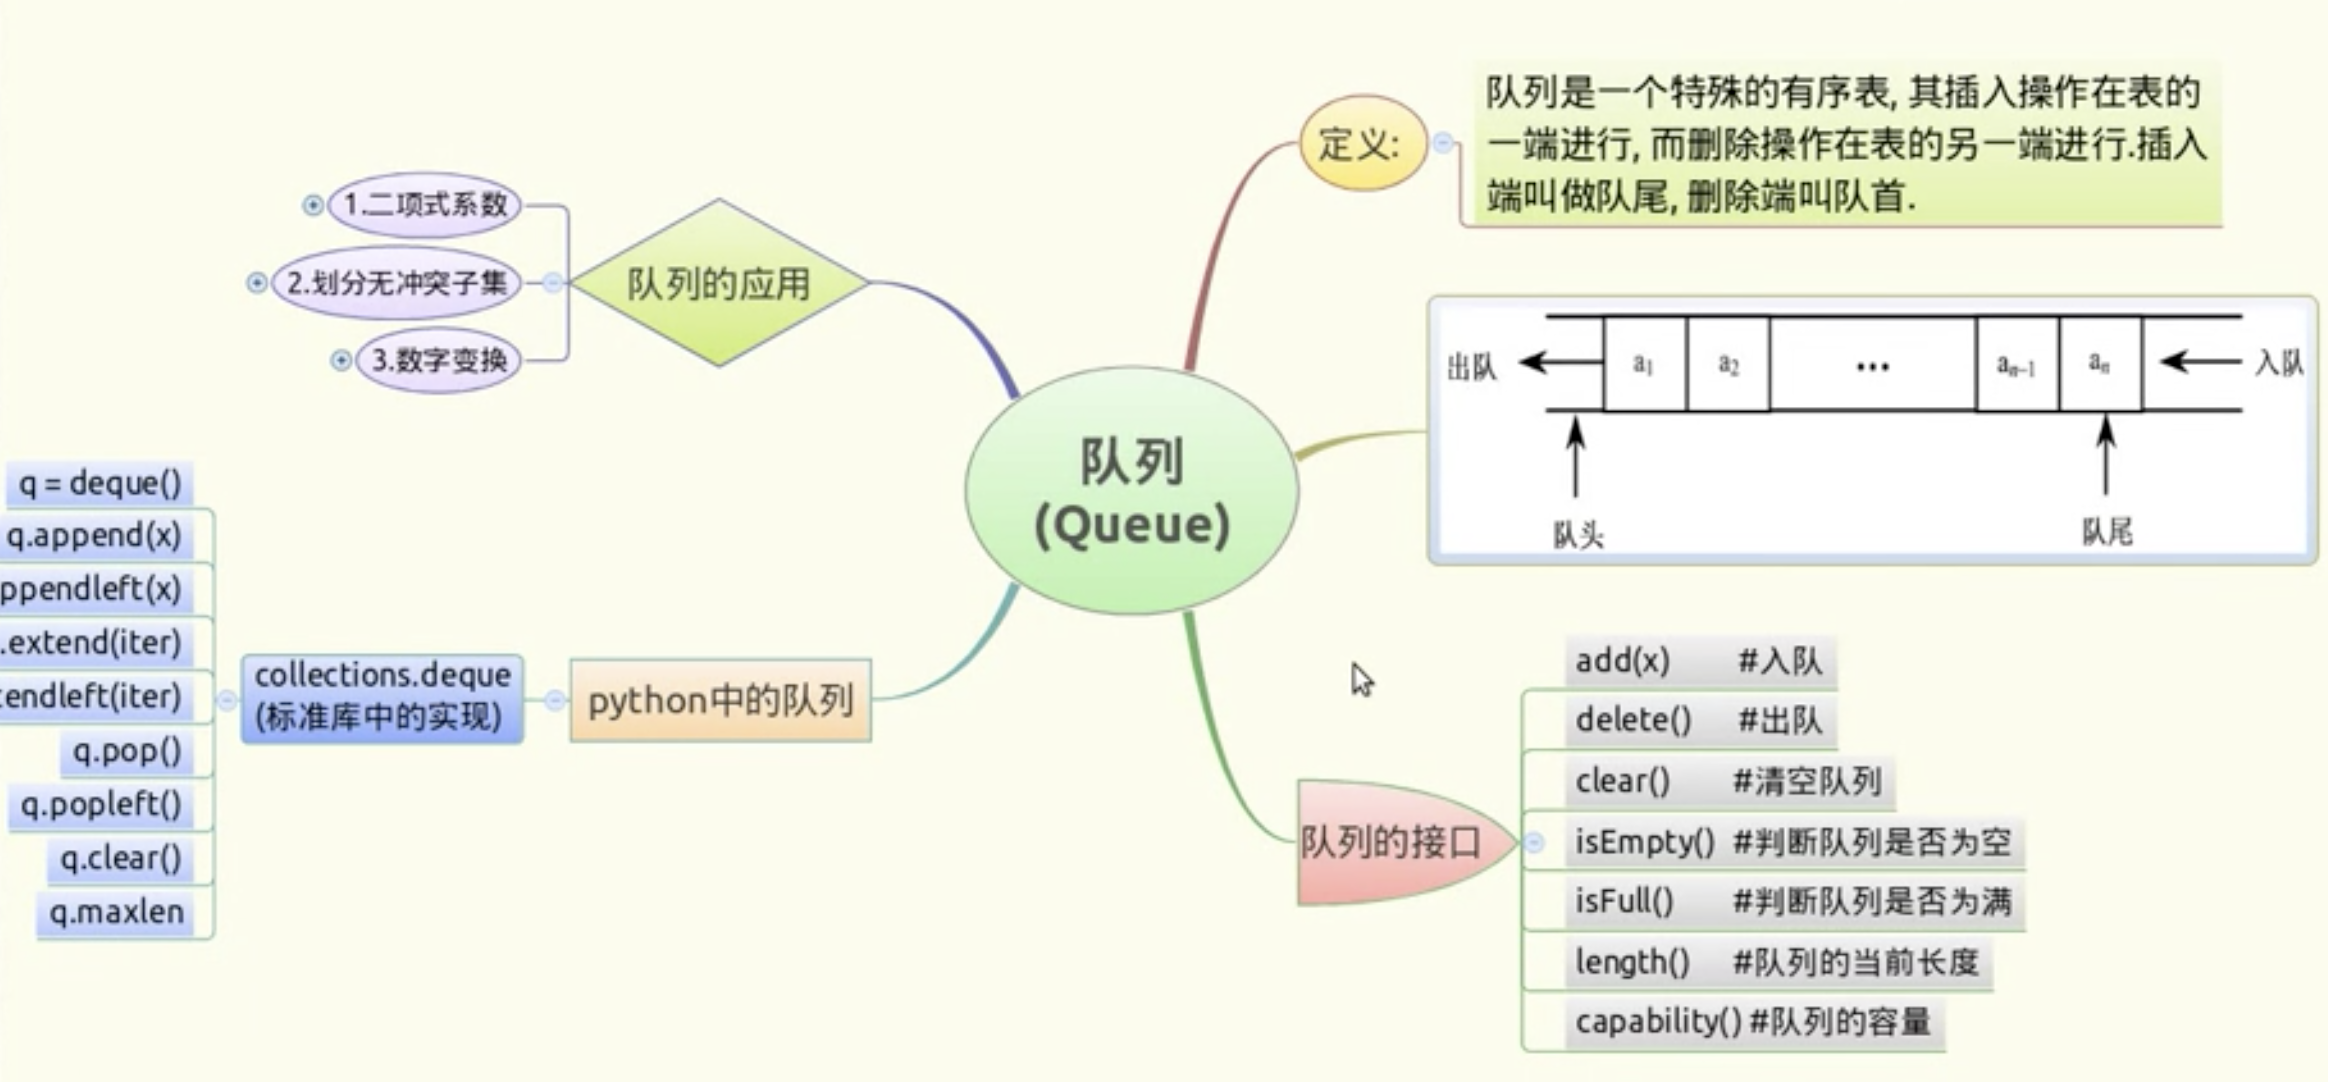 队列
(Queue)
定义:
队列是一个特殊的有序表, 其插入操作在表的
一端进行, 而删除操作在表的另一端进行.插入
端叫做队尾, 删除端叫队首.
出队 a1 a2 ··· an-1 an 入队
队头 队尾
队列的接口
add(x) #入队
delete() #出队
clear() #清空队列
isEmpty() #判断队列是否为空
isFull() #判断队列是否为满
length() #队列的当前长度
capability() #队列的容量
队列的应用
1.二项式系数
2.划分无冲突子集
3.数字变换
python中的队列
collections.deque
(标准库中的实现)
q = deque()
q.append(x)
ppendleft(x)
.extend(iter)
tendleft(iter)
q.pop()
q.popleft()
q.clear()
q.maxlen